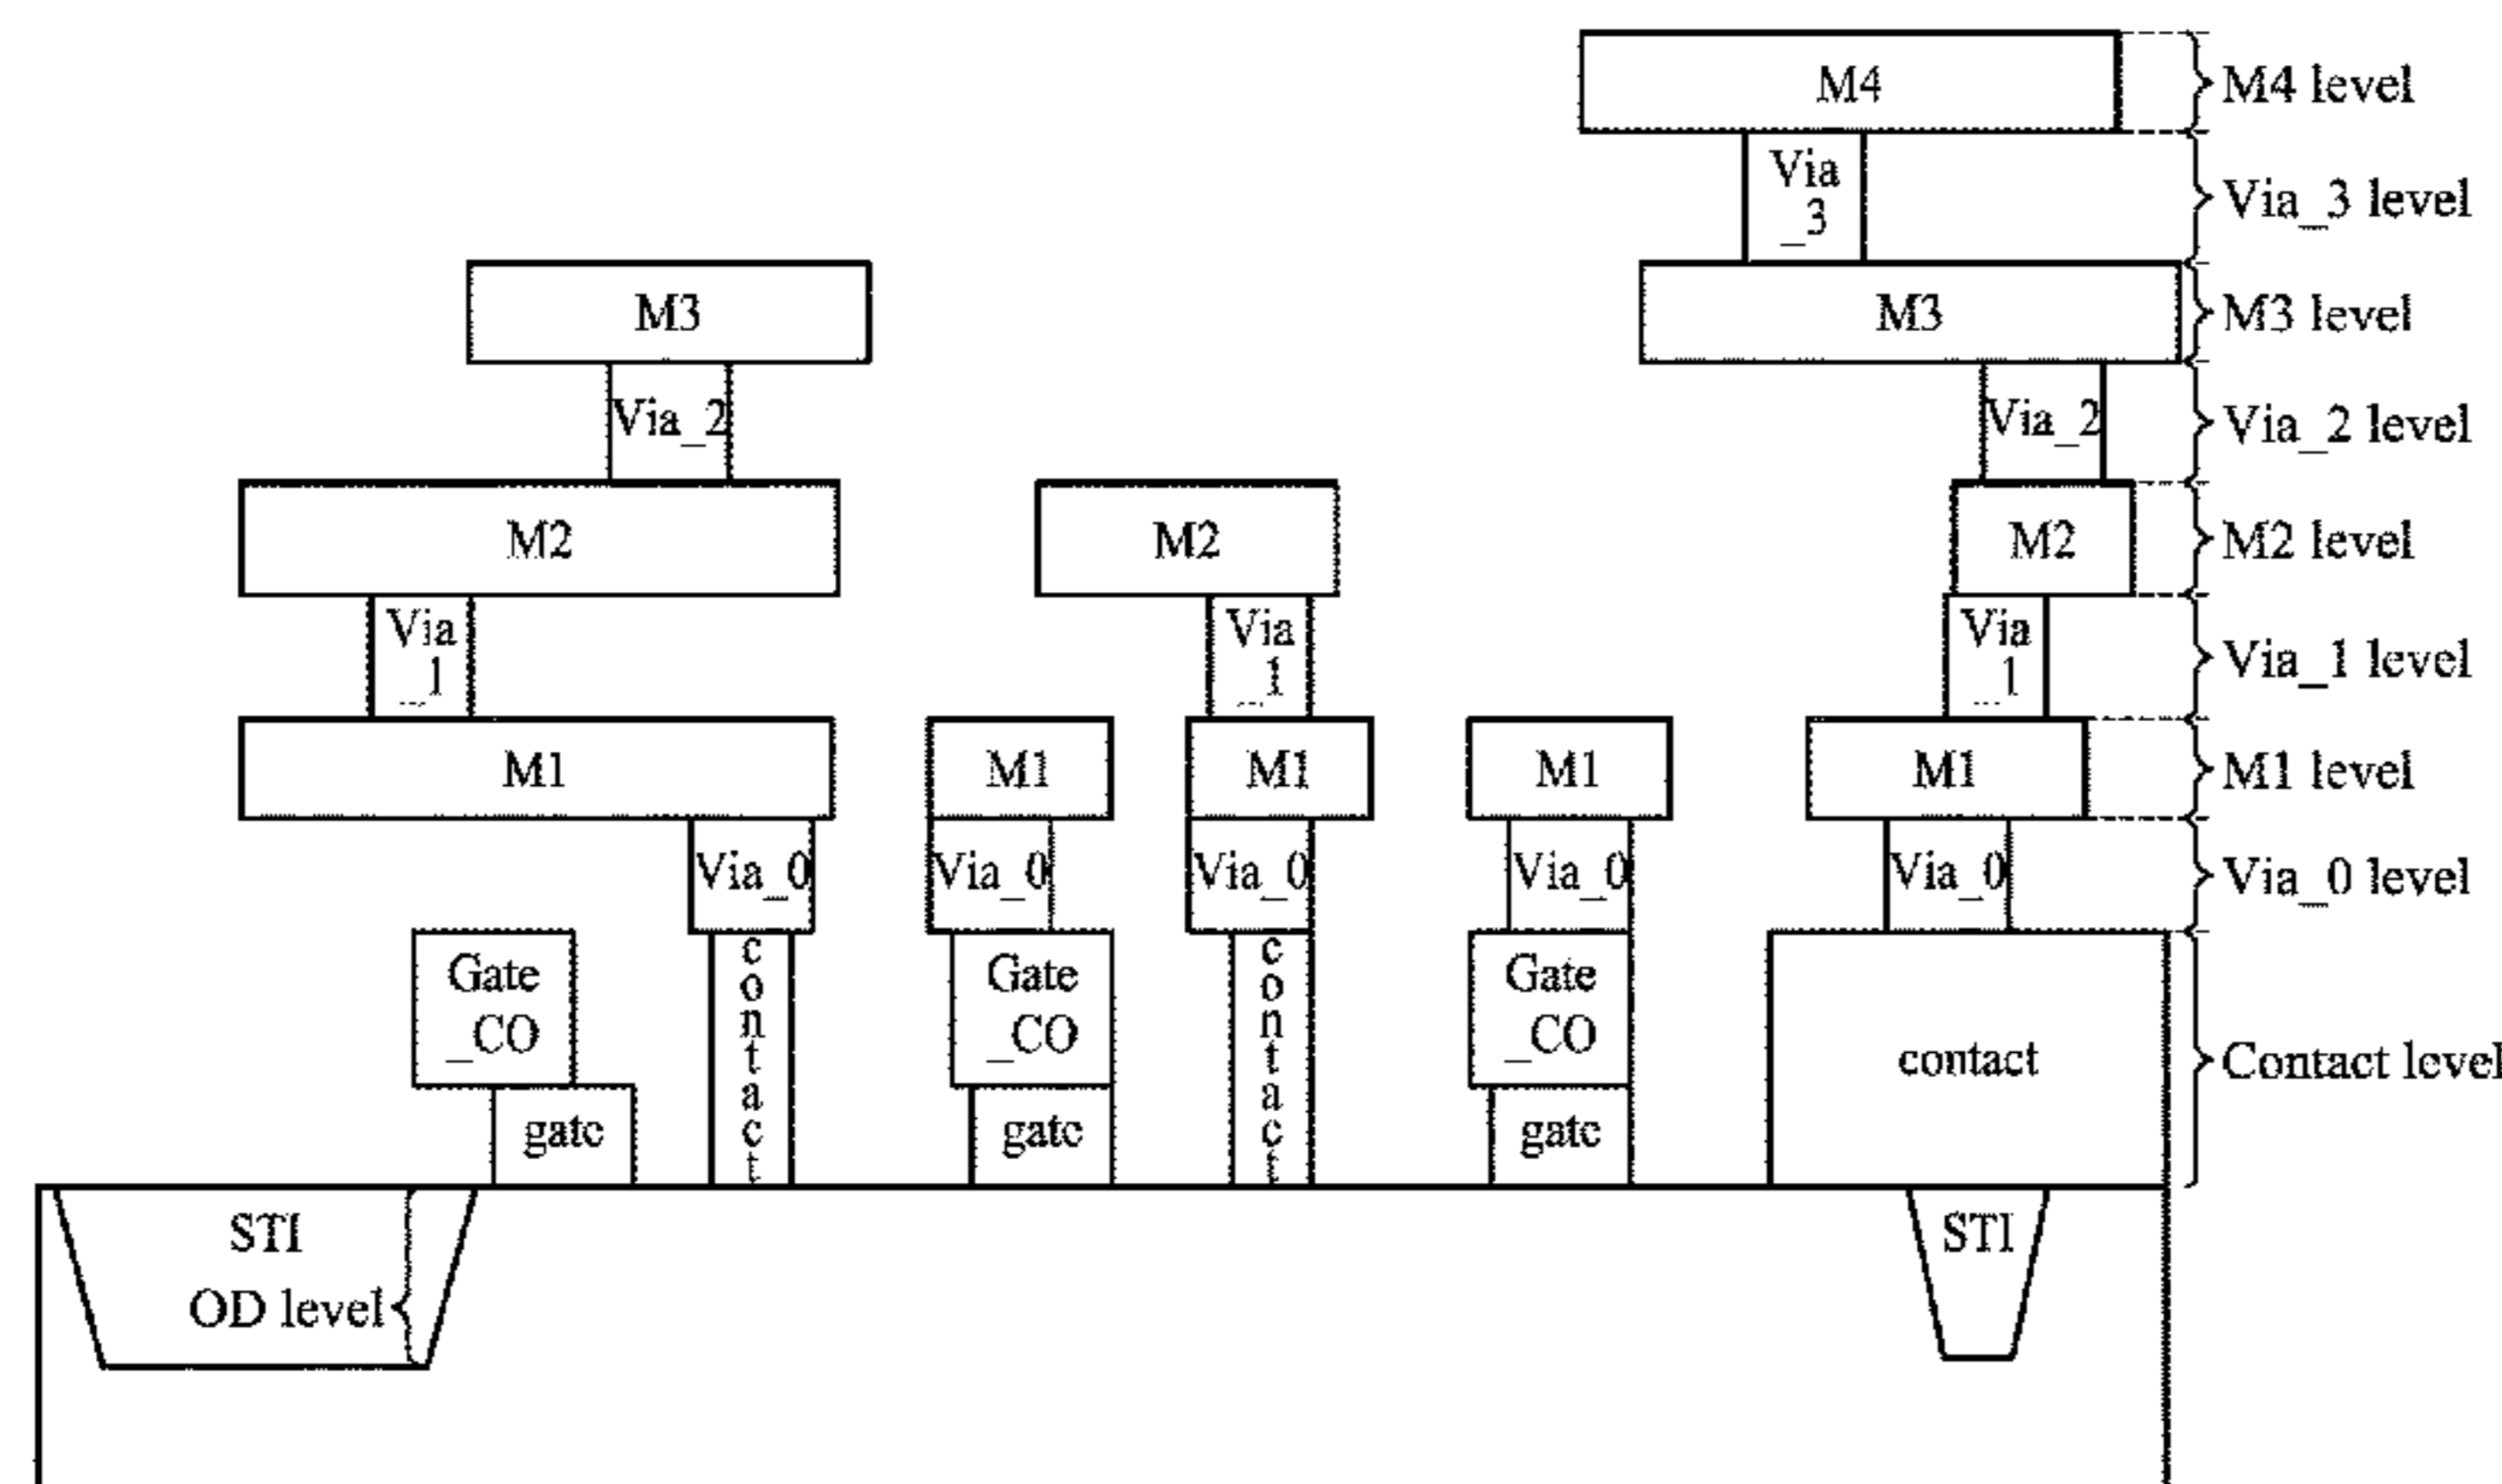 M4
M4 level
Via
_3
Via_3 level
M3
M3
M3 level
Via_2
Via_2
Via_2 level
M2
M2
M2
M2 level
Via
_1
Via
_1
Via
_1
Via_1 level
M1
M1
M1
M1
M1
M1 level
Via_0
Via_0
Via_0
Via_0
Via_0
Via_0 level
Gate
_CO
contact
Gate
_CO
contact
Gate
_CO
contact
Contact level
gate
gate
gate
STI
OD level
STI